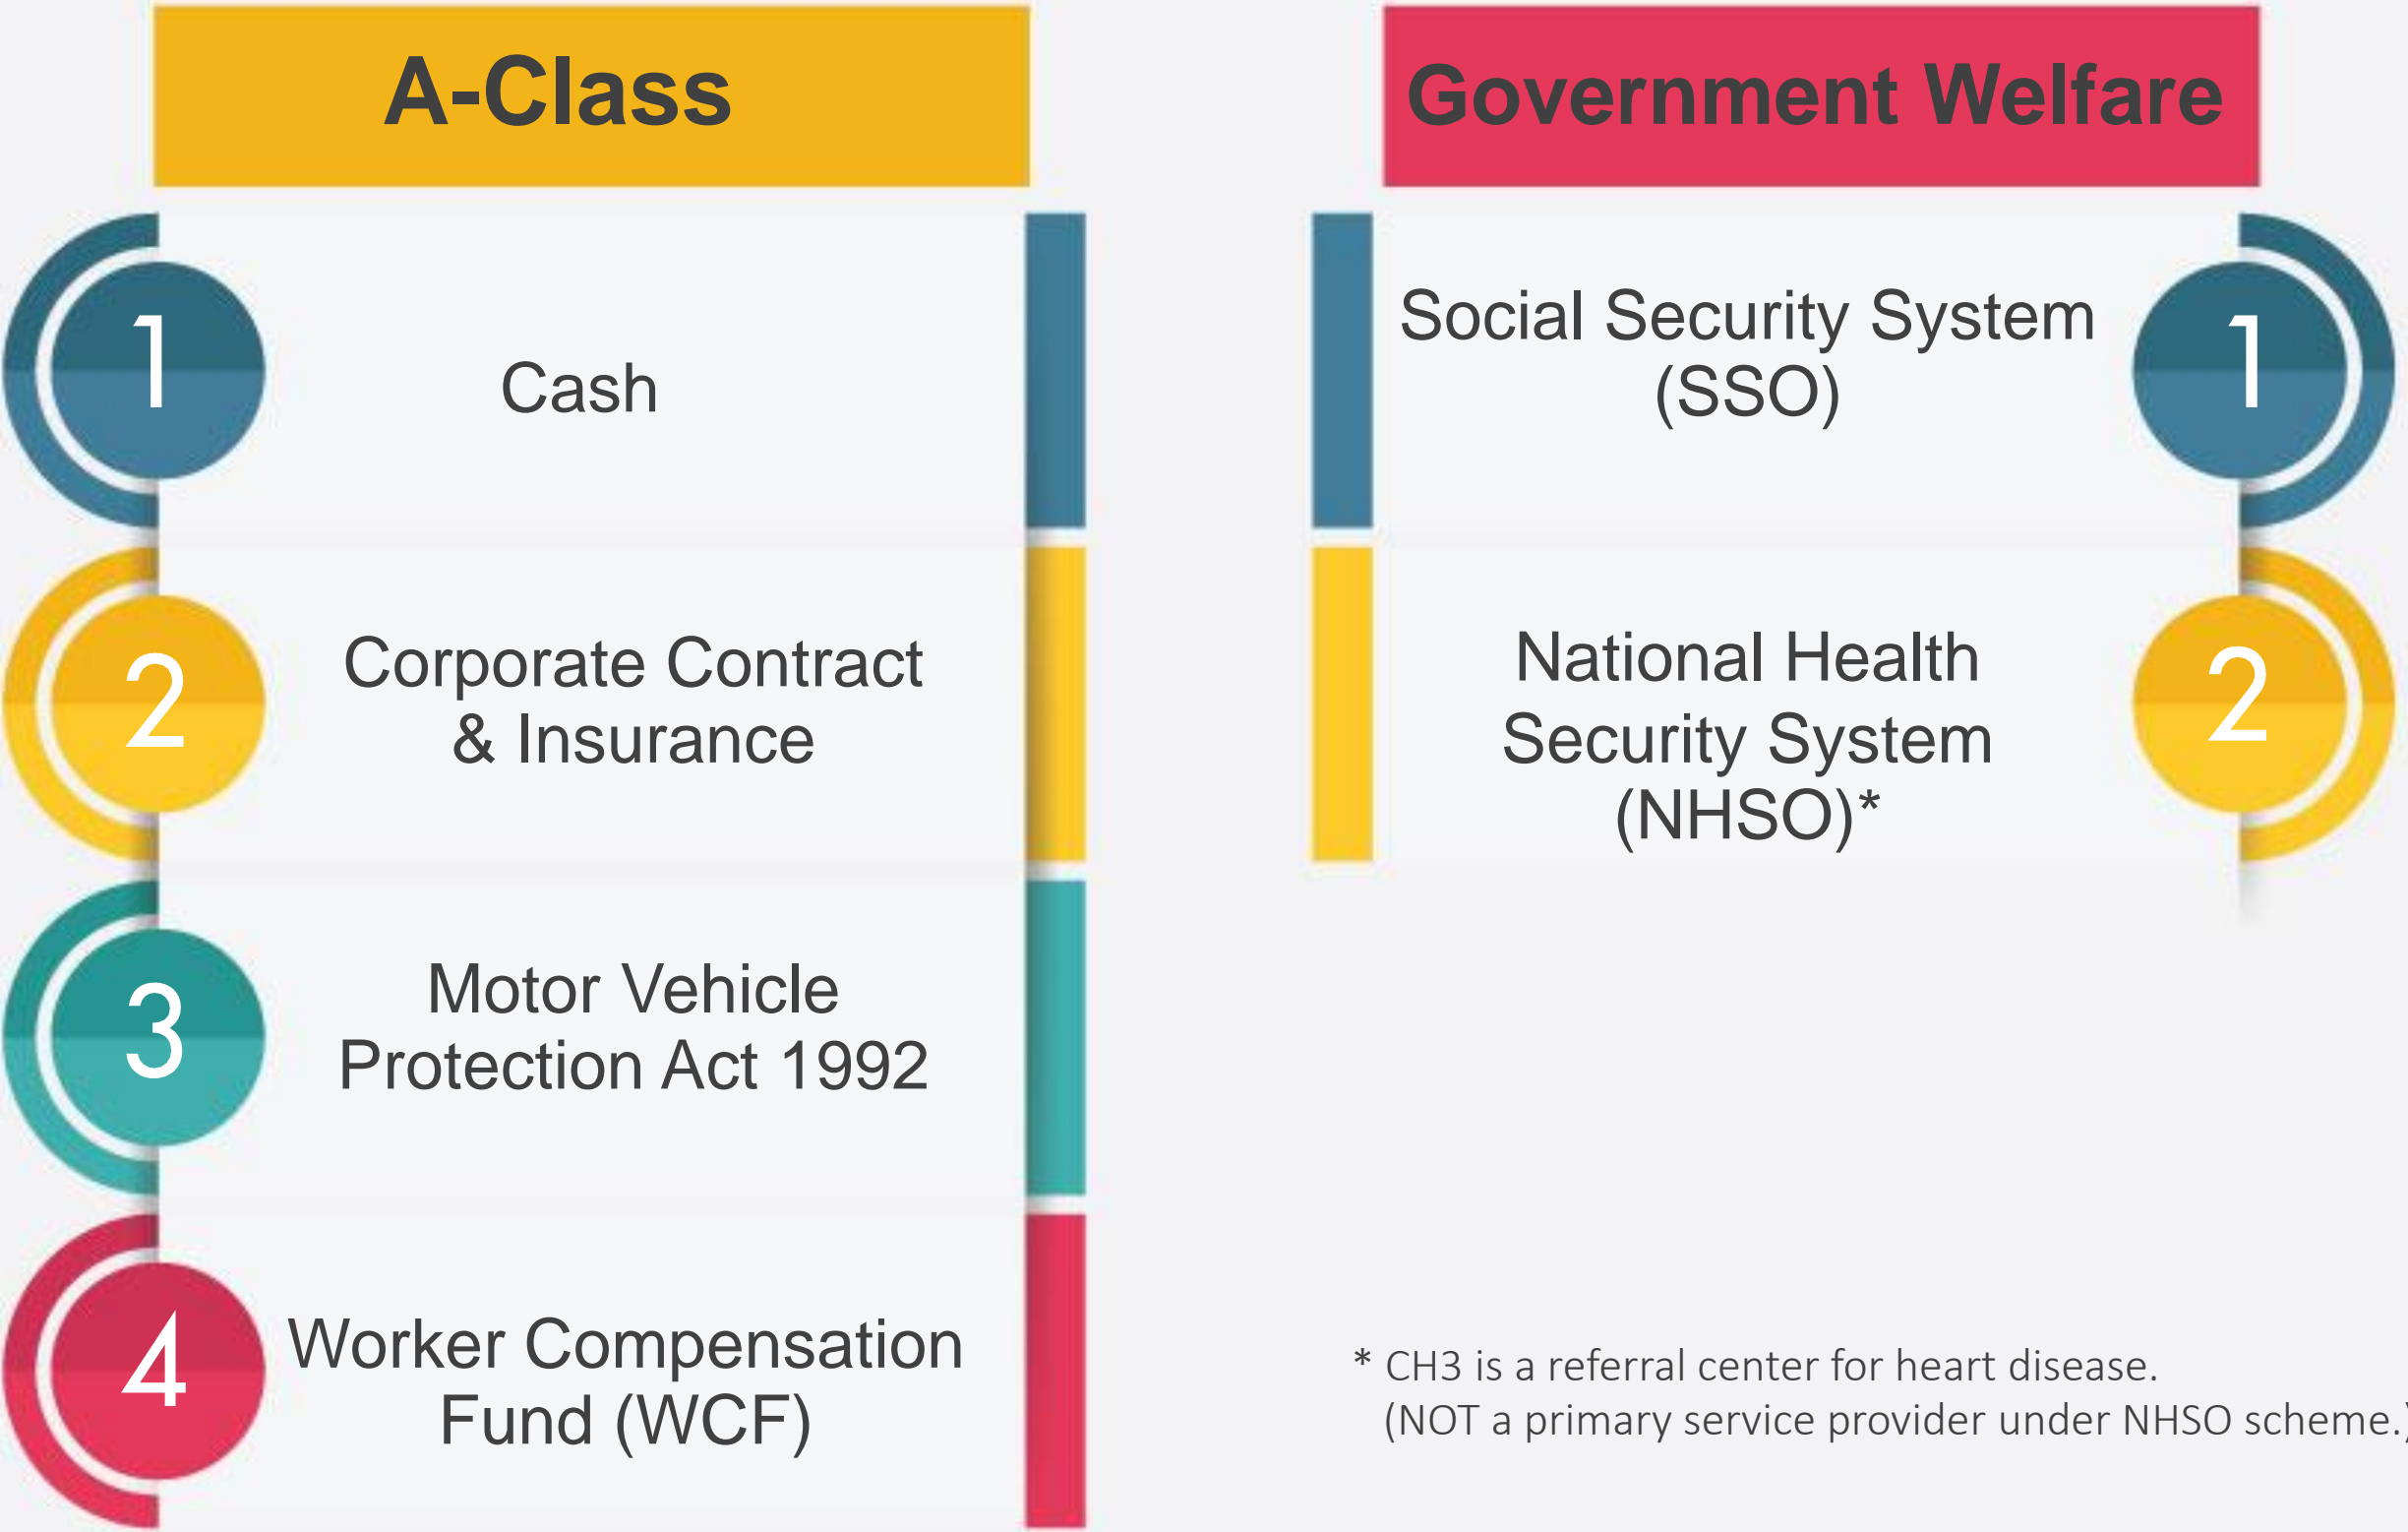 A-Class
1
Cash
2
Corporate Contract
& Insurance
3
Motor Vehicle
Protection Act 1992
4
Worker Compensation
Fund (WCF)
Government Welfare
Social Security System
(SSO)
1
National Health
Security System
(NHSO)*
2
* CH3 is a referral center for heart disease.
(NOT a primary service provider under NHSO scheme.)